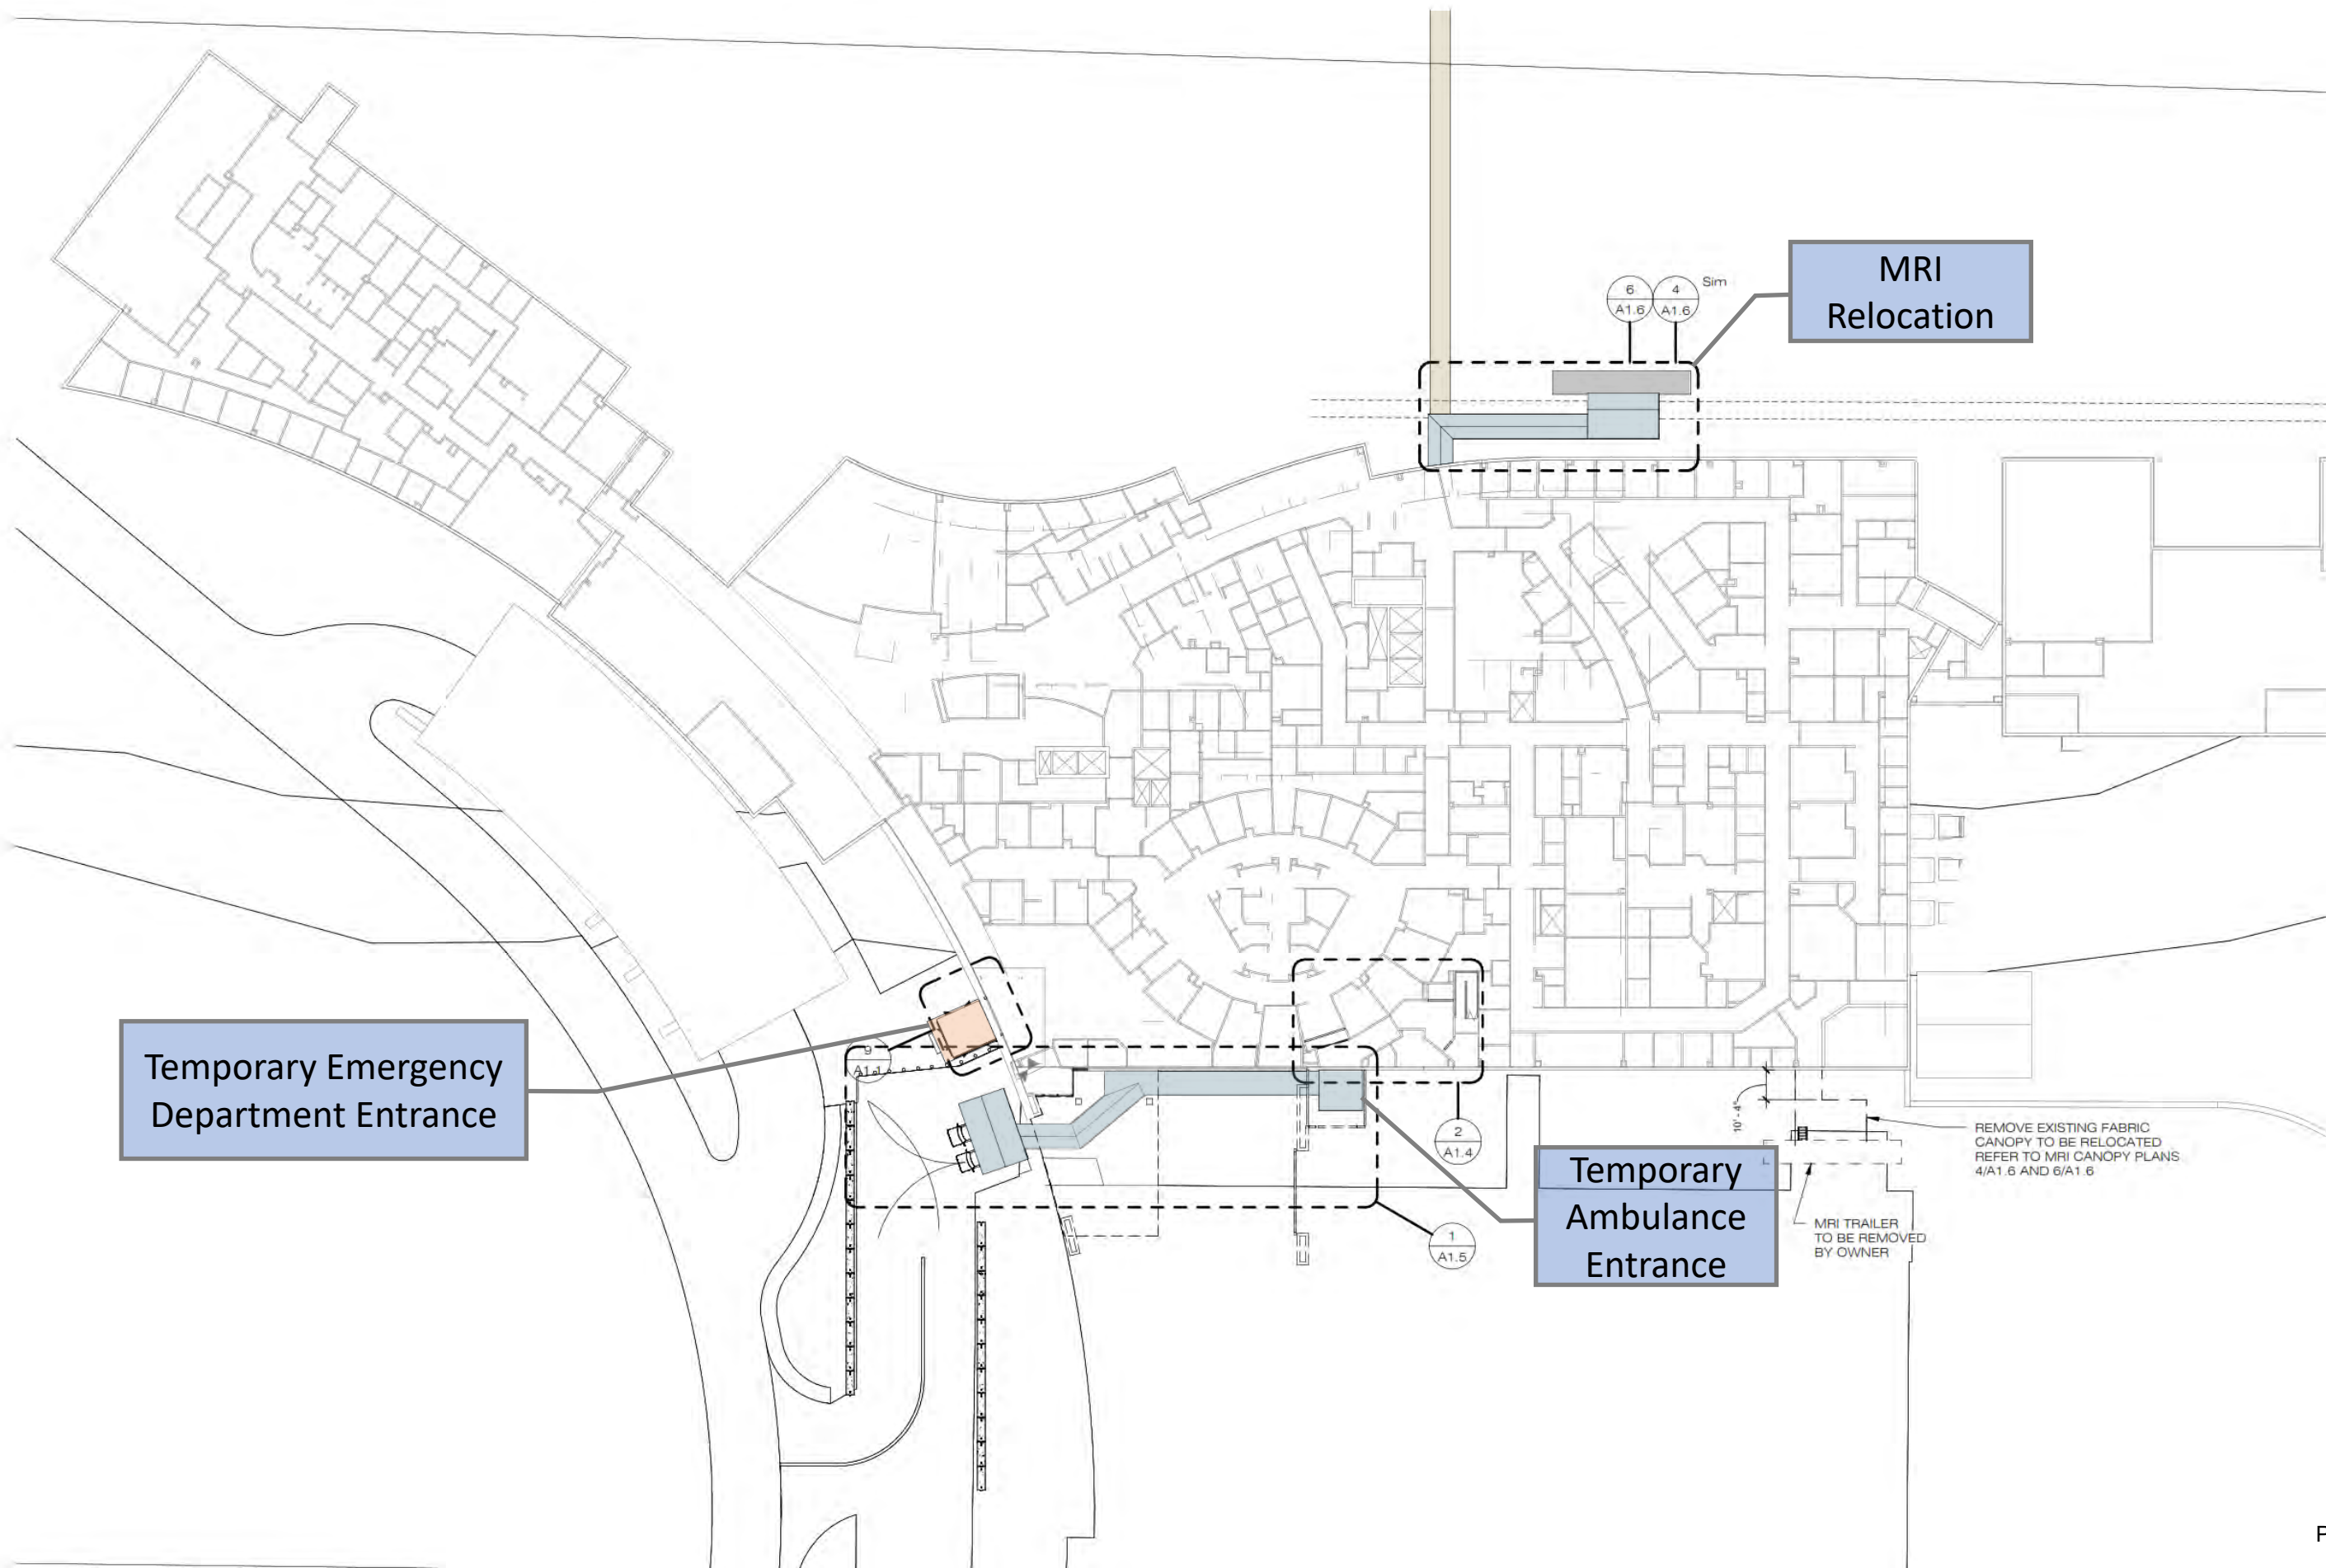 6
A1.6
4
A1.6
Sim
MRI
Relocation
Temporary Emergency
Department Entrance
9
A1.1
2
A1.4
1
A1.5
Temporary
Ambulance
Entrance
10' - 4"
REMOVE EXISTING FABRIC
CANOPY TO BE RELOCATED
REFER TO MRI CANOPY PLANS
4/A1.6 AND 6/A1.6
MRI TRAILER
TO BE REMOVED
BY OWNER